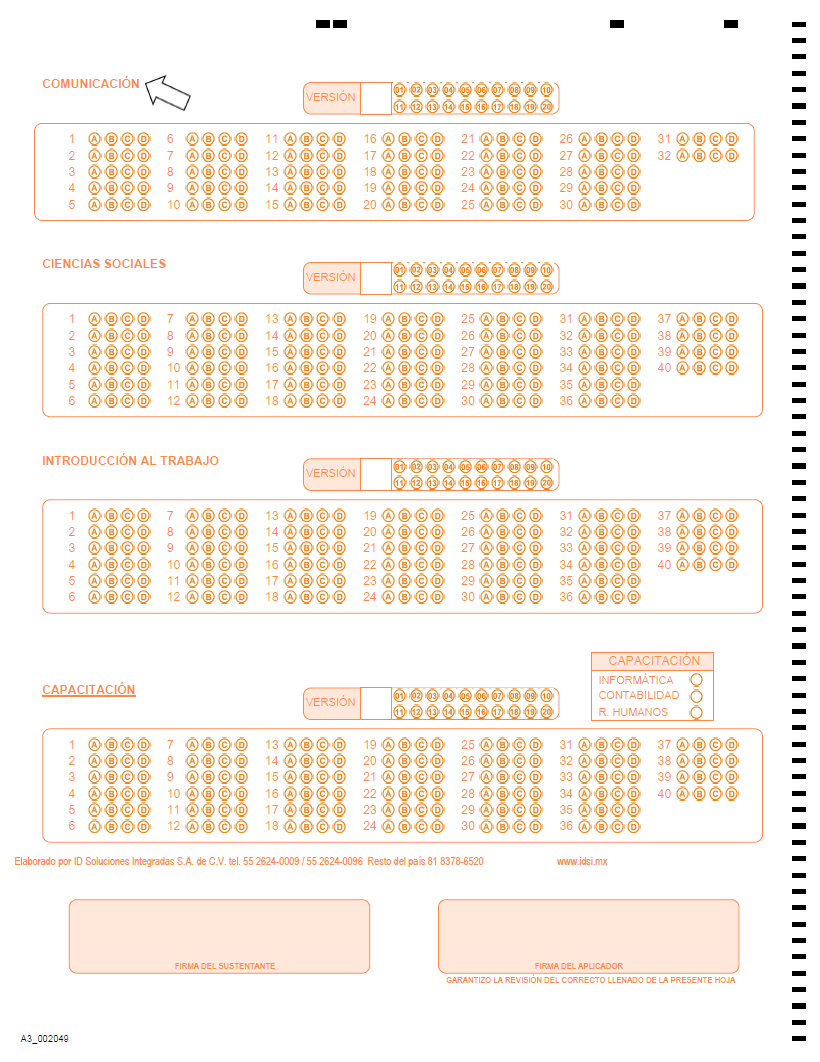 COMUNICACIÓN
VERSIÓN 01 02 03 04 05 06 07 08 09 10
11 12 13 14 15 16 17 18 19 20
1 A B C D 6 A B C D 11 A B C D 16 A B C D 21 A B C D 26 A B C D 31 A B C D
2 A B C D 7 A B C D 12 A B C D 17 A B C D 22 A B C D 27 A B C D 32 A B C D
3 A B C D 8 A B C D 13 A B C D 18 A B C D 23 A B C D 28 A B C D
4 A B C D 9 A B C D 14 A B C D 19 A B C D 24 A B C D 29 A B C D
5 A B C D 10 A B C D 15 A B C D 20 A B C D 25 A B C D 30 A B C D
CIENCIAS SOCIALES
VERSIÓN 01 02 03 04 05 06 07 08 09 10
11 12 13 14 15 16 17 18 19 20
1 A B C D 7 A B C D 13 A B C D 19 A B C D 25 A B C D 31 A B C D 37 A B C D
2 A B C D 8 A B C D 14 A B C D 20 A B C D 26 A B C D 32 A B C D 38 A B C D
3 A B C D 9 A B C D 15 A B C D 21 A B C D 27 A B C D 33 A B C D 39 A B C D
4 A B C D 10 A B C D 16 A B C D 22 A B C D 28 A B C D 34 A B C D 40 A B C D
5 A B C D 11 A B C D 17 A B C D 23 A B C D 29 A B C D 35 A B C D
6 A B C D 12 A B C D 18 A B C D 24 A B C D 30 A B C D 36 A B C D
INTRODUCCIÓN AL TRABAJO
VERSIÓN 01 02 03 04 05 06 07 08 09 10
11 12 13 14 15 16 17 18 19 20
1 A B C D 7 A B C D 13 A B C D 19 A B C D 25 A B C D 31 A B C D 37 A B C D
2 A B C D 8 A B C D 14 A B C D 20 A B C D 26 A B C D 32 A B C D 38 A B C D
3 A B C D 9 A B C D 15 A B C D 21 A B C D 27 A B C D 33 A B C D 39 A B C D
4 A B C D 10 A B C D 16 A B C D 22 A B C D 28 A B C D 34 A B C D 40 A B C D
5 A B C D 11 A B C D 17 A B C D 23 A B C D 29 A B C D 35 A B C D
6 A B C D 12 A B C D 18 A B C D 24 A B C D 30 A B C D 36 A B C D
CAPACITACIÓN
VERSIÓN 01 02 03 04 05 06 07 08 09 10
11 12 13 14 15 16 17 18 19 20
CAPACITACIÓN
INFORMÁTICA
CONTABILIDAD
R. HUMANOS
1 A B C D 7 A B C D 13 A B C D 19 A B C D 25 A B C D 31 A B C D 37 A B C D
2 A B C D 8 A B C D 14 A B C D 20 A B C D 26 A B C D 32 A B C D 38 A B C D
3 A B C D 9 A B C D 15 A B C D 21 A B C D 27 A B C D 33 A B C D 39 A B C D
4 A B C D 10 A B C D 16 A B C D 22 A B C D 28 A B C D 34 A B C D 40 A B C D
5 A B C D 11 A B C D 17 A B C D 23 A B C D 29 A B C D 35 A B C D
6 A B C D 12 A B C D 18 A B C D 24 A B C D 30 A B C D 36 A B C D
Elaborado por ID Soluciones Integradas S.A. de C.V. tel. 55 2624-0009 / 55 2624-0096 Resto del país 81 8378-6520 www.idsi.mx
FIRMA DEL SUSTENTANTE
FIRMA DEL APLICADOR
GARANTIZO LA REVISIÓN DEL CORRECTO LLENADO DE LA PRESENTE HOJA
A3_002049